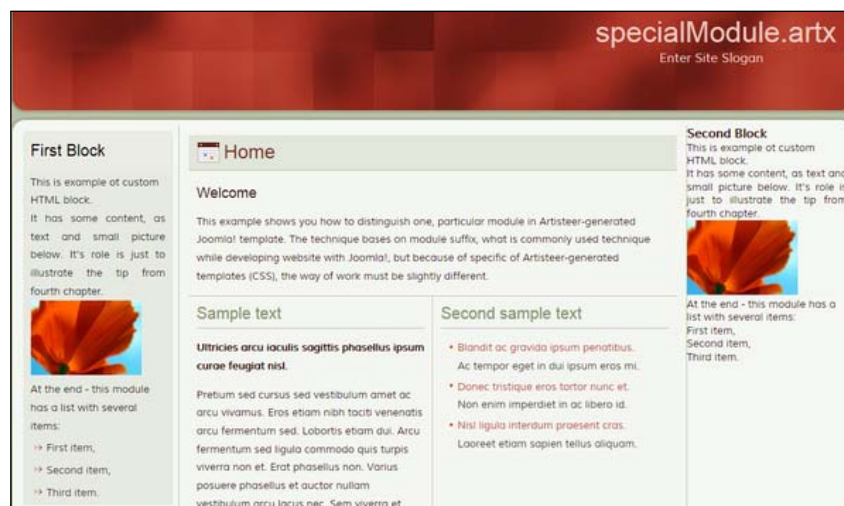 specialModule.artx
Enter Site Slogan
First Block
This is example ot custom
HTML block.
It has some content, as
text and small picture
below. It's role is just to
illustrate the tip from
fourth chapter.
At the end - this module
has a list with several
items:
First item,
Second item,
Third item.
Home
Welcome
This example shows you how to distinguish one, particular module in Artisteer-generated
Joomla! template. The technique bases on module suffix, what is commonly used technique
while developing website with Joomla!, but because of specific of Artisteer-generated
templates (CSS), the way of work must be slightly different.
Sample text
Ultricies arcu iaculis sagittis phasellus ipsum
curae feugiat nisl.
Pretium sed cursus sed vestibulum amet ac
arcu vivamus. Eros etiam nibh taciti venenatis
arcu fermentum sed. Lobortis etiam dui. Arcu
fermentum sed ligula commodo quis turpis
viverra non et. Erat phasellus non. Varius
posuere phasellus et auctor nullam
vestibulum arcu lacus nec. Sem viverra et
Second sample text
Blandit ac gravida ipsum penatibus.
Ac tempor eget in dui ipsum eros mi.
Donec tristique eros tortor nunc et.
Non enim imperdiet in ac libero id.
Nisl ligula interdum praesent cras.
Laoreet etiam sapien tellus aliquam.
Second Block
This is example ot custom
HTML block.
It has some content, as text and
small picture below. It's role is
just to illustrate the tip from
fourth chapter.
At the end - this module has a
list with several items:
First item,
Second item,
Third item.